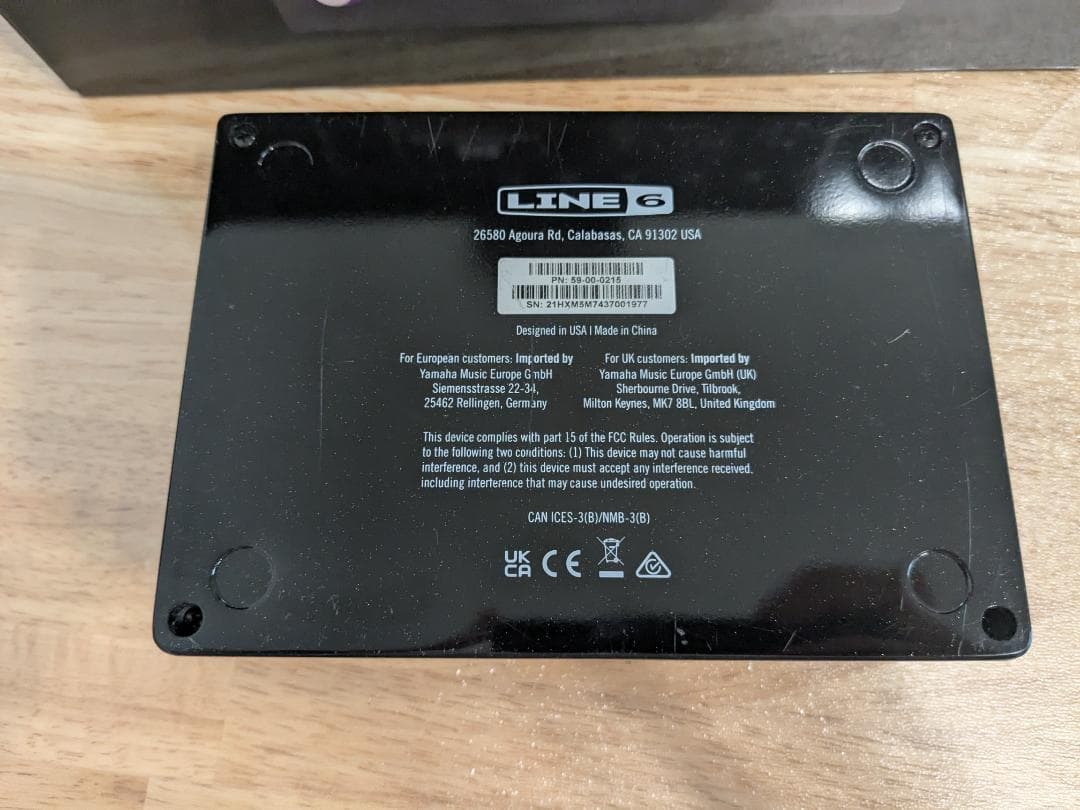 LINE 6
26580 Agoura Rd, Calabasas, CA 91302 USA
PN: 59-00-0215
SN: 21HXM5M7437001977
Designed in USA | Made in China
For European customers: Imported by
Yamaha Music Europe GmbH
Siemensstrasse 22-34,
25462 Rellingen, Germany
For UK customers: Imported by
Yamaha Music Europe GmbH (UK)
Sherbourne Drive, Tilbrook,
Milton Keynes, MK7 8BL, United Kingdom
This device complies with part 15 of the FCC Rules. Operation is subject
to the following two conditions: (1) This device may not cause harmful
interference, and (2) this device must accept any interference received.
including interference that may cause undesired operation.
CAN ICES-3(B)/NMB-3(B)
UK
CA CE